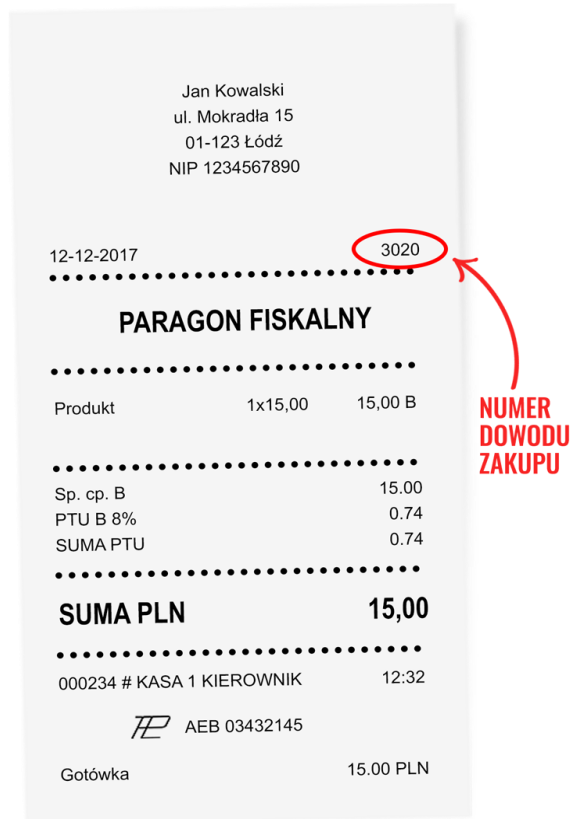 Jan Kowalski
ul. Mokradła 15
01-123 Łódź
NIP 1234567890
12-12-2017 3020
PARAGON FISKALNY
Produkt 1x15,00 15,00 B
NUMER
DOWODU
ZAKUPU
Sp. cp. B 15.00
PTU B 8% 0.74
SUMA PTU 0.74
SUMA PLN 15,00
000234 # KASA 1 KIEROWNIK 12:32
AEB 03432145
Gotówka 15.00 PLN